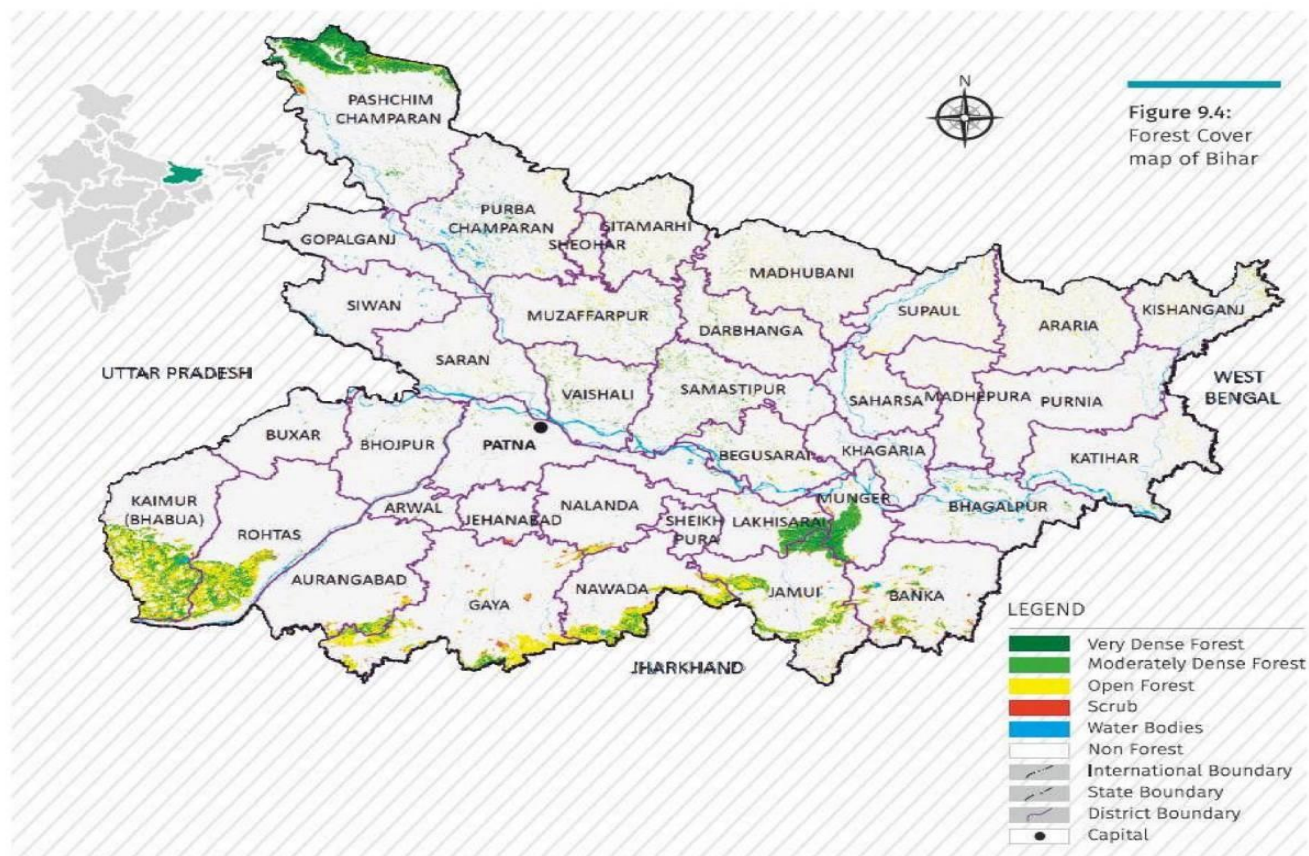 N
Figure 9.4:
Forest Cover
map of Bihar
PASHCHIM
CHAMPARAN
PURBA
CHAMPARAN
SHEOHAR
SITAMARHI
GOPALGANJ
MADHUBANI
SIWAN
MUZAFFARPUR
DARBHANGA
SUPAUL
ARARIA
KISHANGANJ
SARAN
UTTAR PRADESH
VAISHALI
SAMASTIPUR
SAHARSA
MADHEPURA
PURNIA
WEST
BENGAL
BUXAR
BHOJPUR
PATNA
BEGUSARAI
KHAGARIA
KATIHAR
KAIMUR
(BHABUA)
ROHTAS
ARWAL
JEHANABAD
NALANDA
SHEIKH
PURA
LAKHISARAI
MUNGER
BHAGALPUR
AURANGABAD
GAYA
NAWADA
JAMUI
BANKA
JHARKHAND
LEGEND
Very Dense Forest
Moderately Dense Forest
Open Forest
Scrub
Water Bodies
Non Forest
International Boundary
State Boundary
District Boundary
Capital